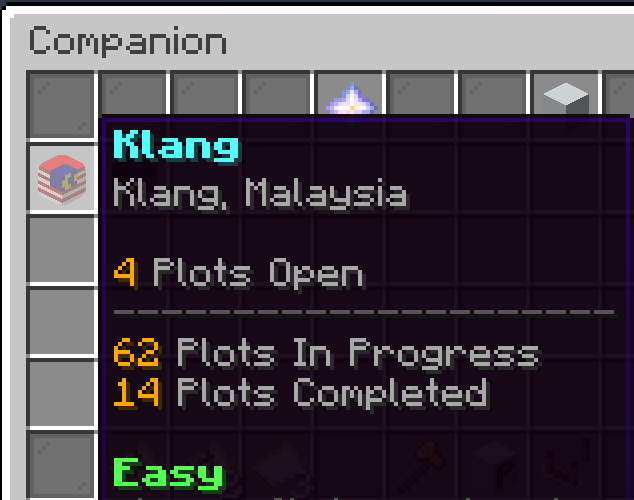 Companion
Klang
Klang, Malaysia
4 Plots Open
--------------------
62 Plots In Progress
14 Plots Completed
Easy